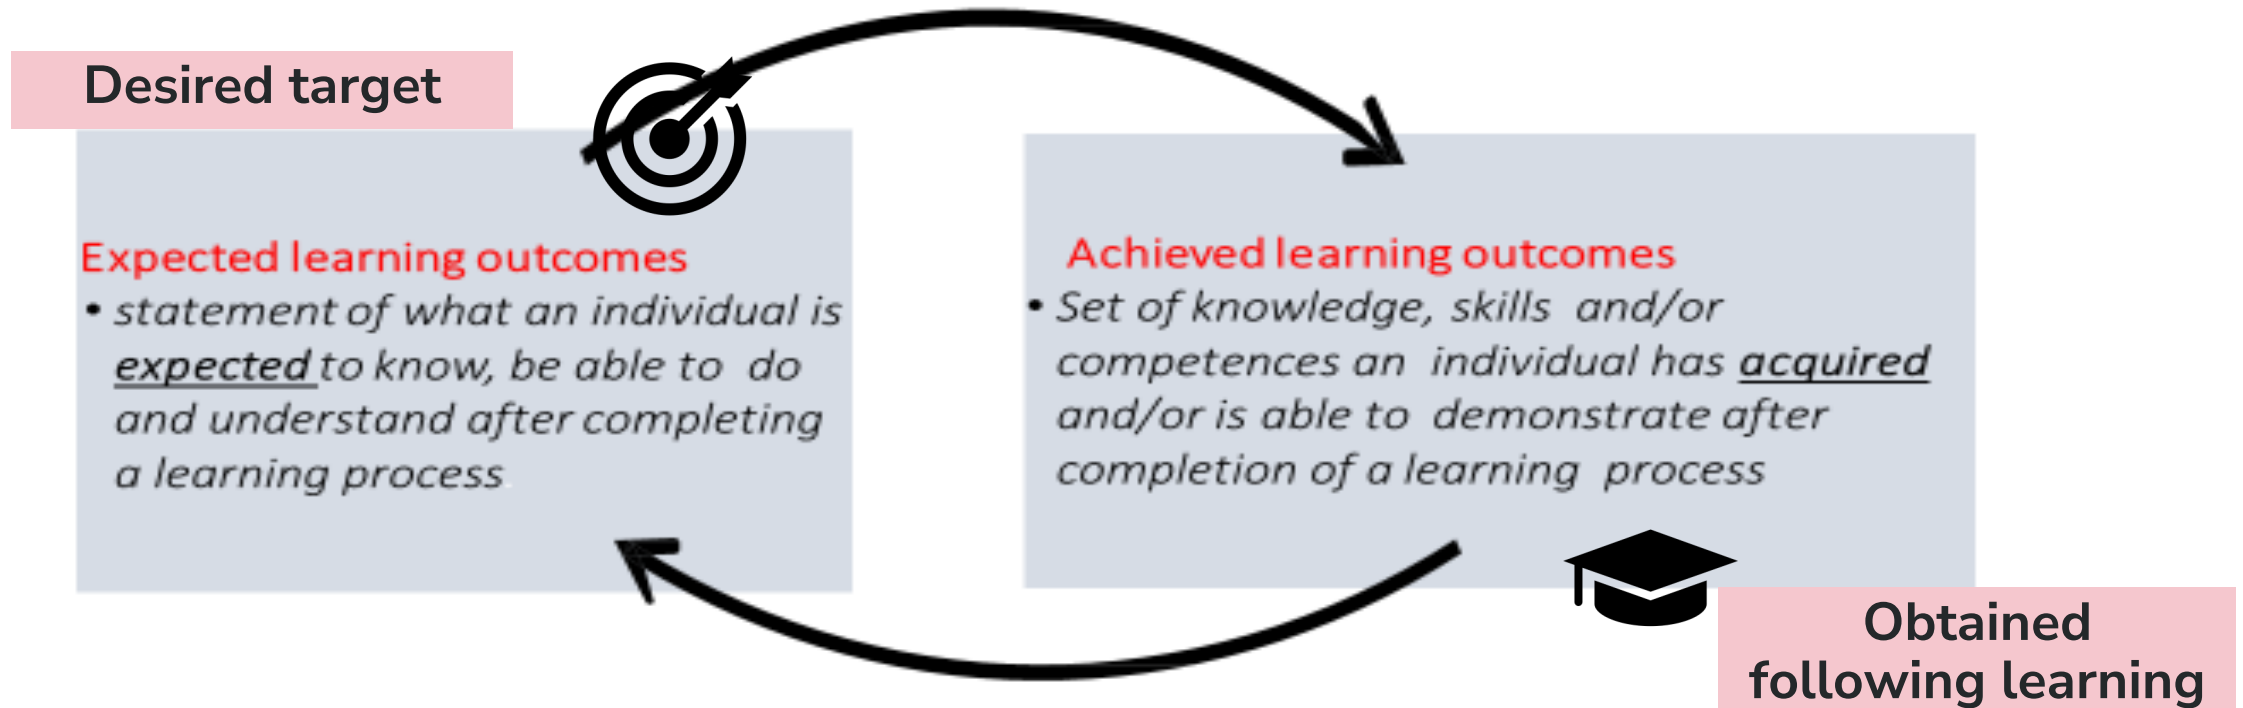 Desired target
Expected learning outcomes
• statement of what an individual is
expected to know, be able to do
and understand after completing
a learning process.
Achieved learning outcomes
• Set of knowledge, skills and/or
competences an individual has acquired
and/or is able to demonstrate after
completion of a learning process
Obtained
following learning